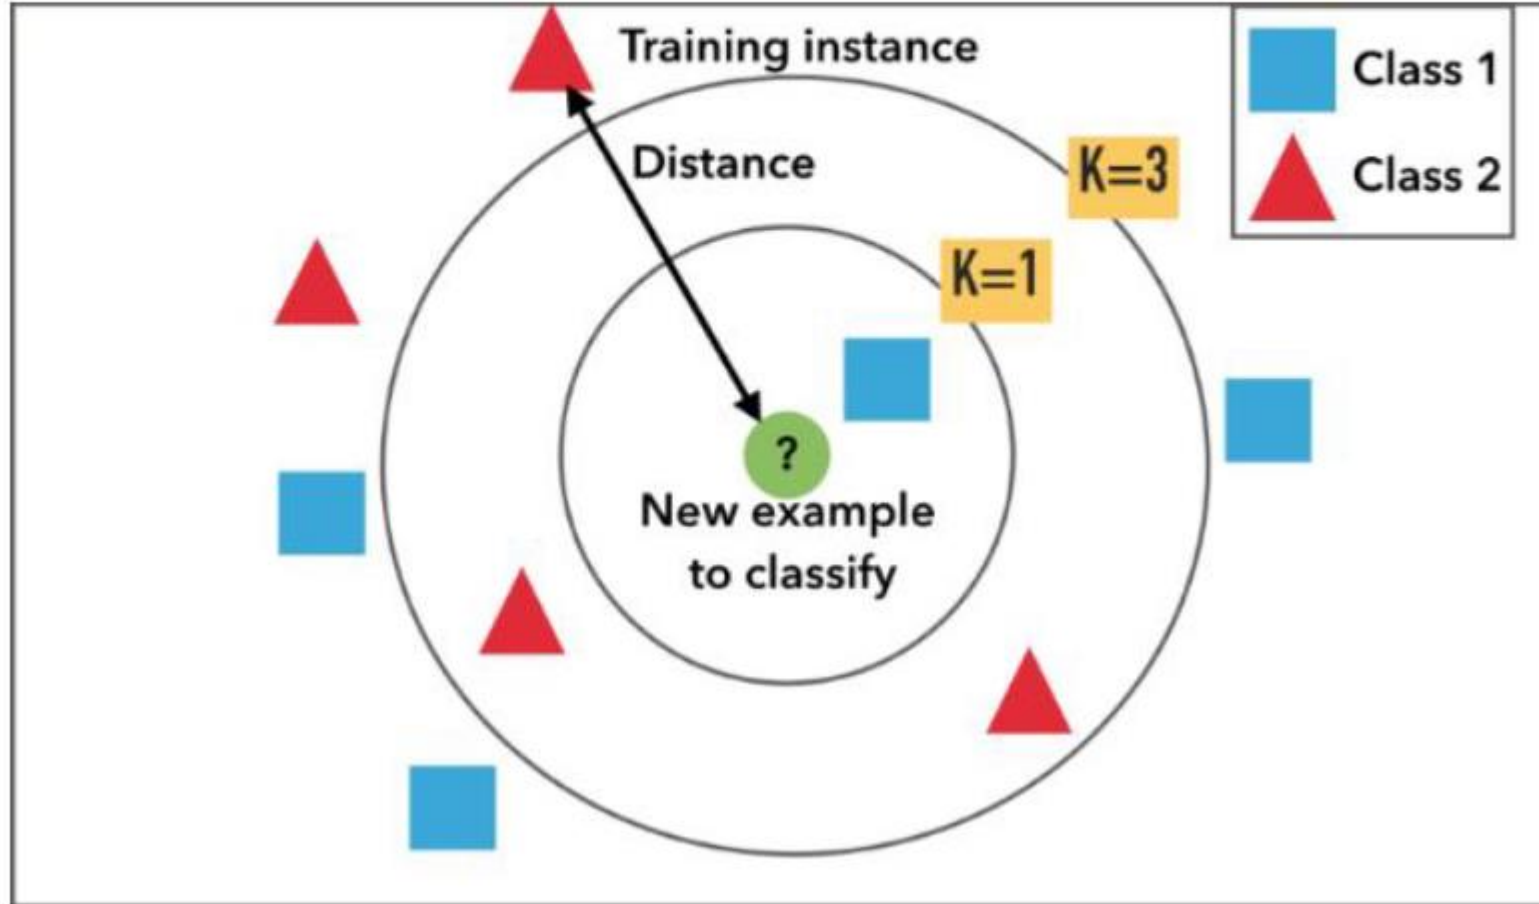 Training instance
Class 1
Distance
K=3
Class 2
K=1
?
New example
to classify